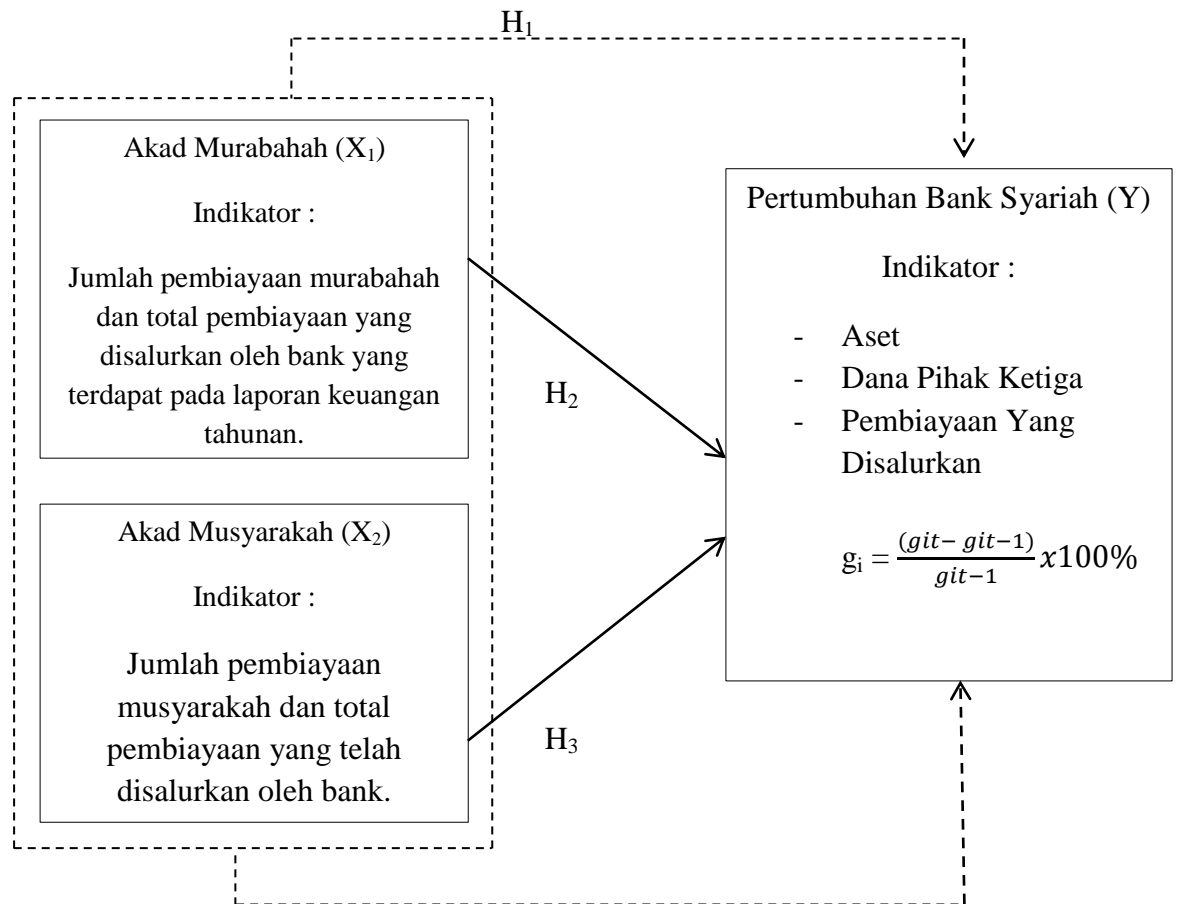 H₁
Akad Murabahah (X₁)
Indikator :
Jumlah pembiayaan murabahah
dan total pembiayaan yang
disalurkan oleh bank yang
terdapat pada laporan keuangan
tahunan.
H₂
Akad Musyarakah (X₂)
Indikator :
Jumlah pembiayaan
musyarakah dan total
pembiayaan yang telah
disalurkan oleh bank.
H₃
Pertumbuhan Bank Syariah (Y)
Indikator :
- Aset
- Dana Pihak Ketiga
- Pembiayaan Yang
Disalurkan
gᵢ = (git− git−1) / git−1 x100%